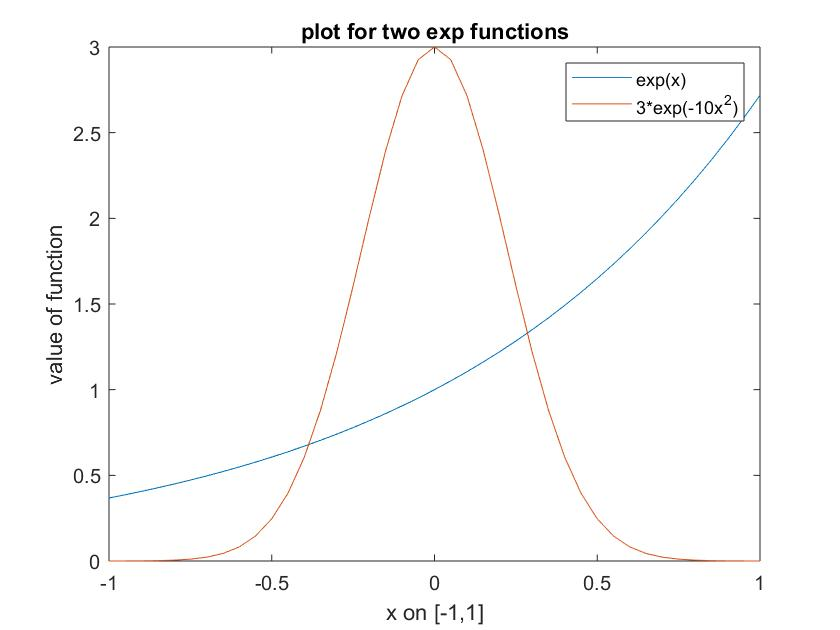 plot for two exp functions
exp(x)
3*exp(-10x²)
3
2.5
2
1.5
1
0.5
0
value of function
-1
-0.5
0
0.5
1
x on [-1,1]